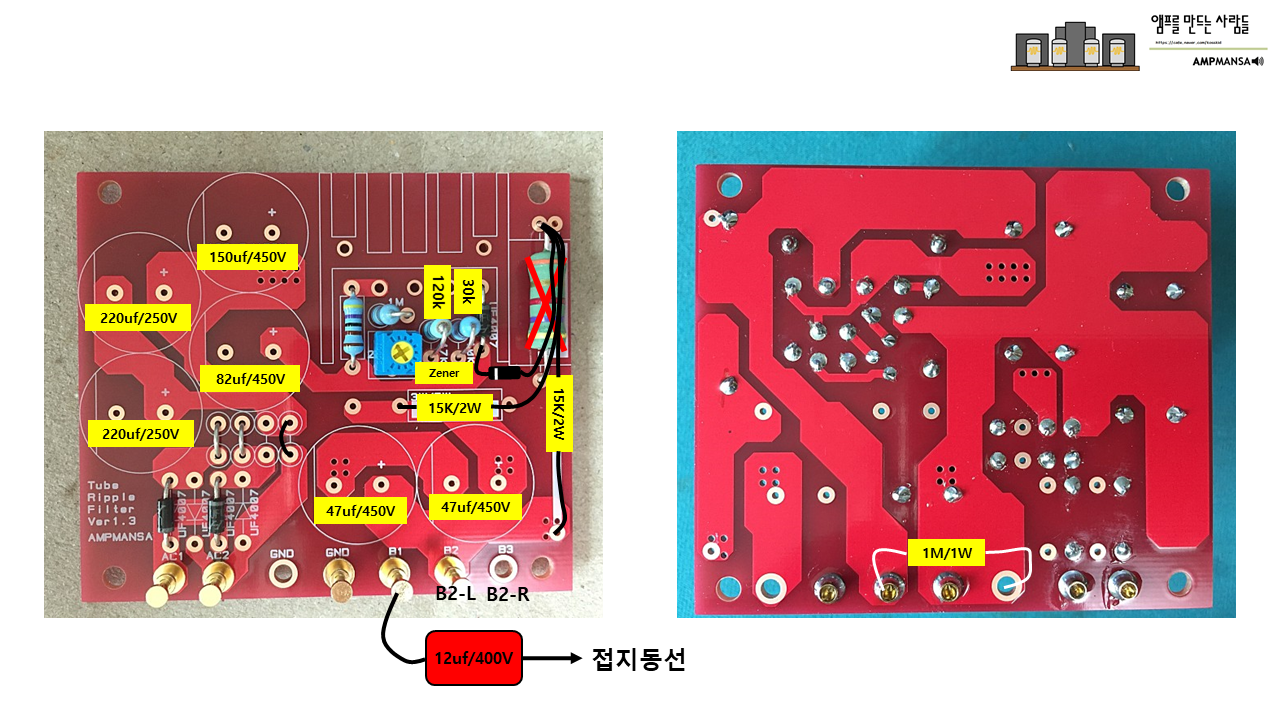 앰프를 만드는 사람들
https://cafe.naver.com/kawakid
AMPMANSA
150uf/450V
120k
30k
1M
UF4007
220uf/250V
Zener
82uf/450V
15K/2W
15K/2W
220uf/250V
Tube
Ripple
Filter
Ver1.3
AMPMANSA
UF4007
UF4007
UF4007
47uf/450V
47uf/450V
AC1
AC2
GND
GND
B1
B2
B3
B2-L
B2-R
12uf/400V
접지동선
1M/1W